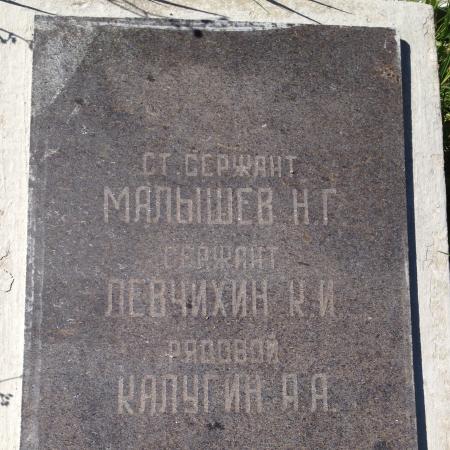 СТ. СЕРЖАНТ
МАЛЫШЕВ Н.Г.
СЕРЖАНТ
ЛЕВЧИХИН К.И.
РЯДОВОЙ
КАЛУГИН А.А.